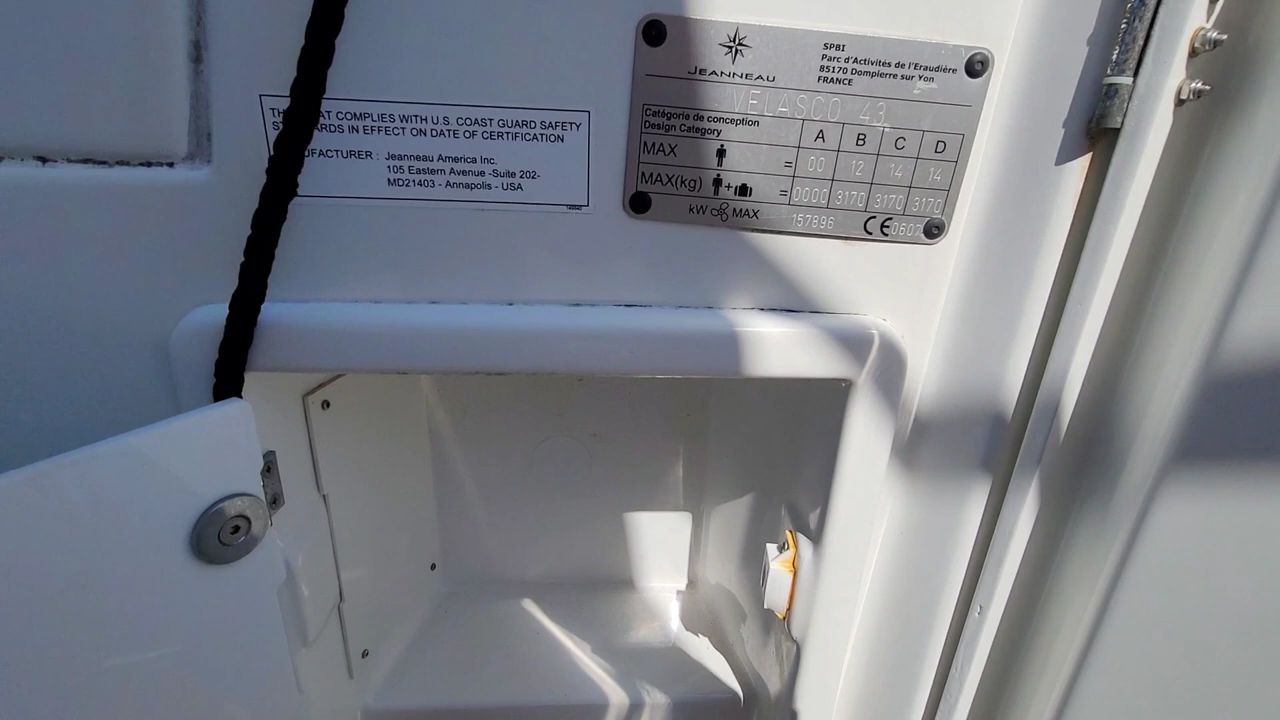 AT COMPLIES WITH U.S. COAST GUARD SAFETY
IN EFFECT ON DATE OF CERTIFICATION
Jeanneau America Inc.
105 Eastern Avenue -Suite 202-
MD21403 - Annapolis - USA
JEANNEAU
SPBI
Parc d'Activités de l'Eraudière
85170 Dompierre sur Yon
FRANCE
VELASCO 43
Catégorie de conception
Design Category A B C D
MAX = 00 12 14 14
MAX(kg) + = 0000 3170 3170 3170
kW MAX 157896 CE 0607